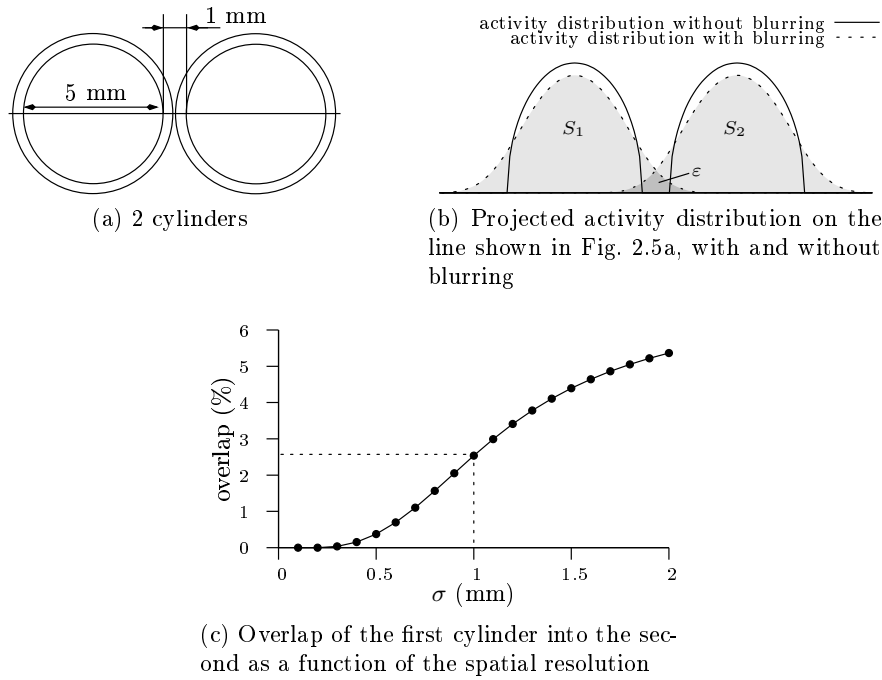 1 mm
5 mm
(a) 2 cylinders
activity distribution without blurring
activity distribution with blurring
S1
S2
ε
(b) Projected activity distribution on the
line shown in Fig. 2.5a, with and without
blurring
6
5
4
3
2
1
0
overlap (%)
0 0.5 1 1.5 2
σ (mm)
(c) Overlap of the first cylinder into the sec-
ond as a function of the spatial resolution